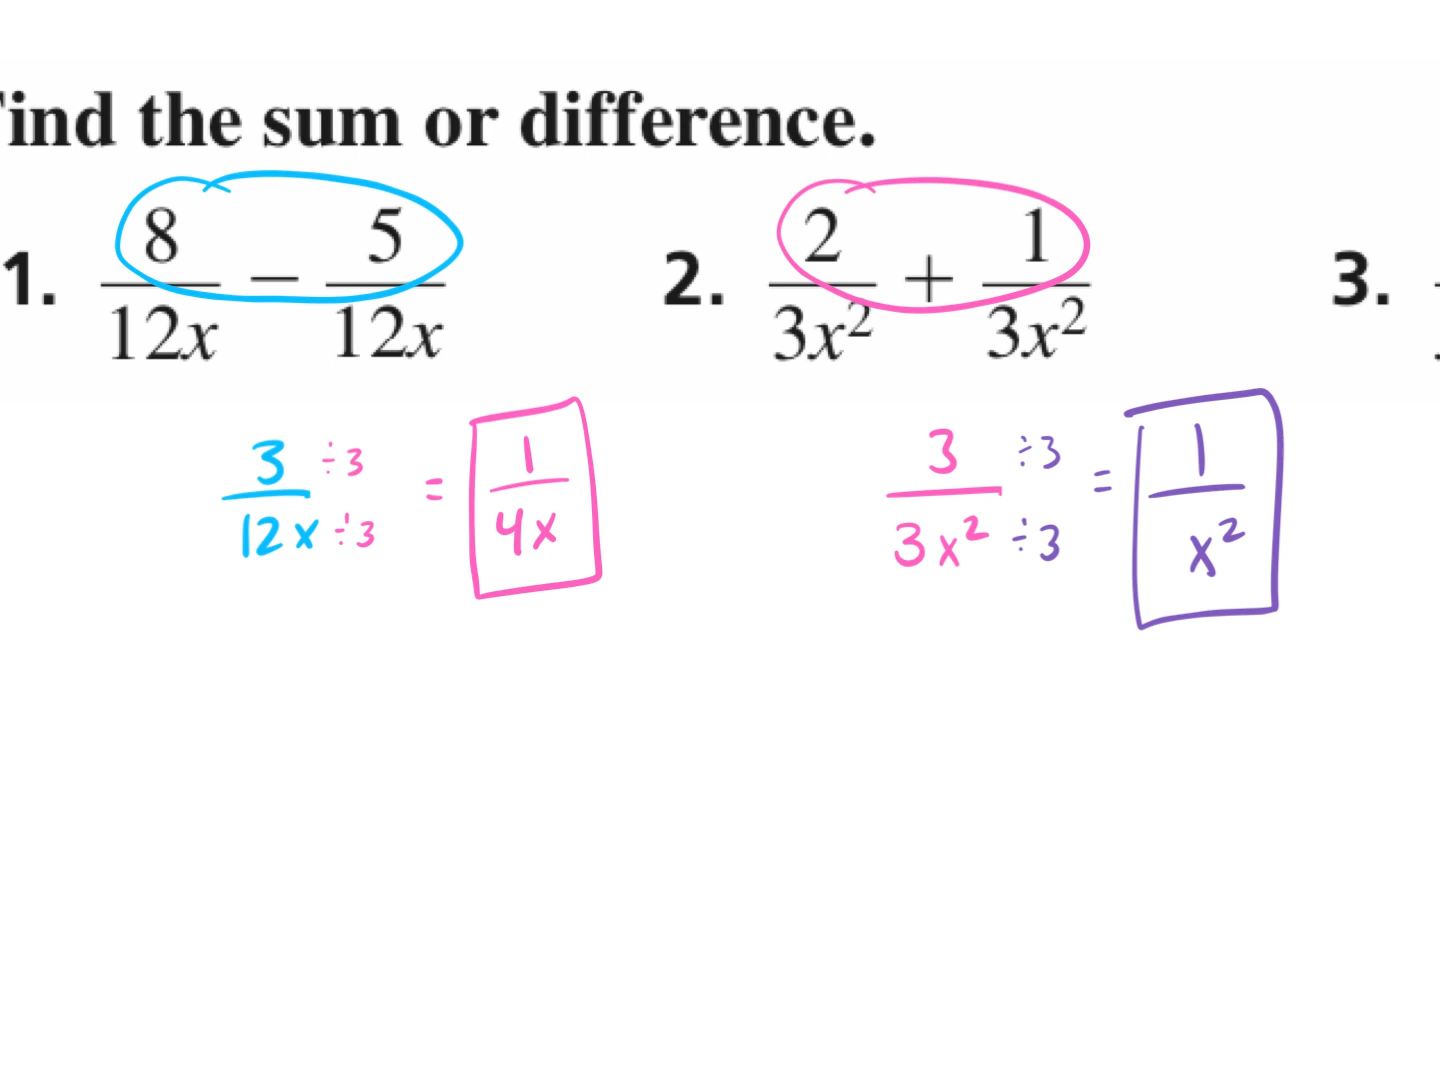 Find the sum or difference.
1. 8/12x − 5/12x 2. 2/3x² + 1/3x² 3.
3 ÷3 / 12x ÷3 = 1/4x
3 ÷3 / 3x² ÷3 = 1/x²